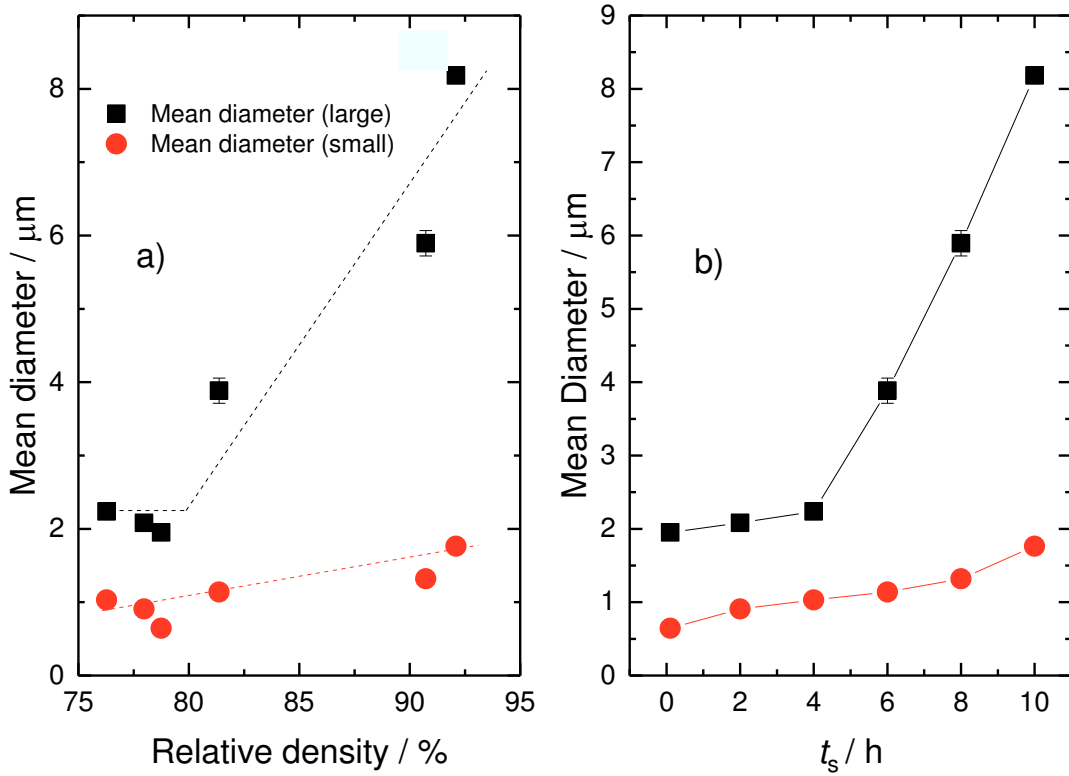 Mean diameter / μm
8
6
4
2
0
Mean diameter (large)
Mean diameter (small)
a)
75 80 85 90 95
Relative density / %
Mean Diameter / μm
9
8
7
6
5
4
3
2
1
0
b)
0 2 4 6 8 10
ts / h